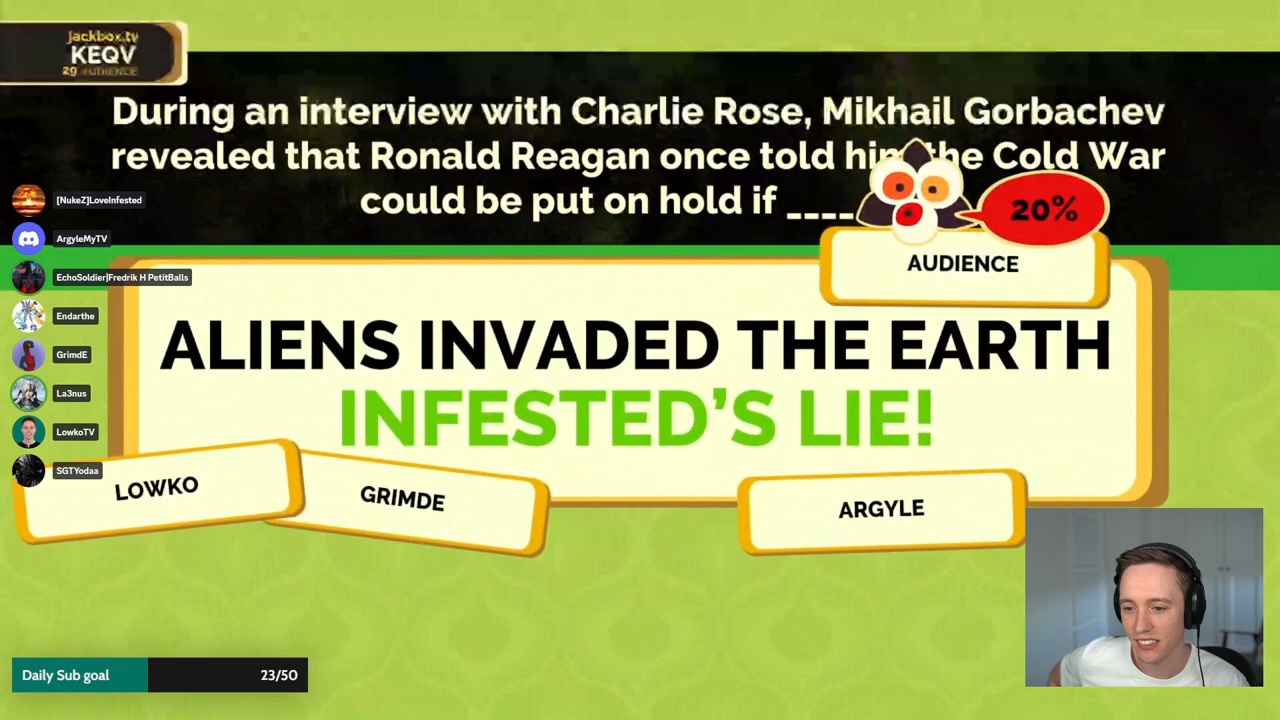 jackbox.tv
KEQV
29 AUDIENCE
During an interview with Charlie Rose, Mikhail Gorbachev
revealed that Ronald Reagan once told him the Cold War
could be put on hold if ____
20%
AUDIENCE
[NukeZ]LoveInfested
ArgyleMyTV
EchoSoldier|Fredrik H PetitBalls
Endarthe
GrimdE
La3nus
LowkoTV
SGTYodaa
ALIENS INVADED THE EARTH
INFESTED'S LIE!
LOWKO
GRIMDE
ARGYLE
Daily Sub goal 23/50